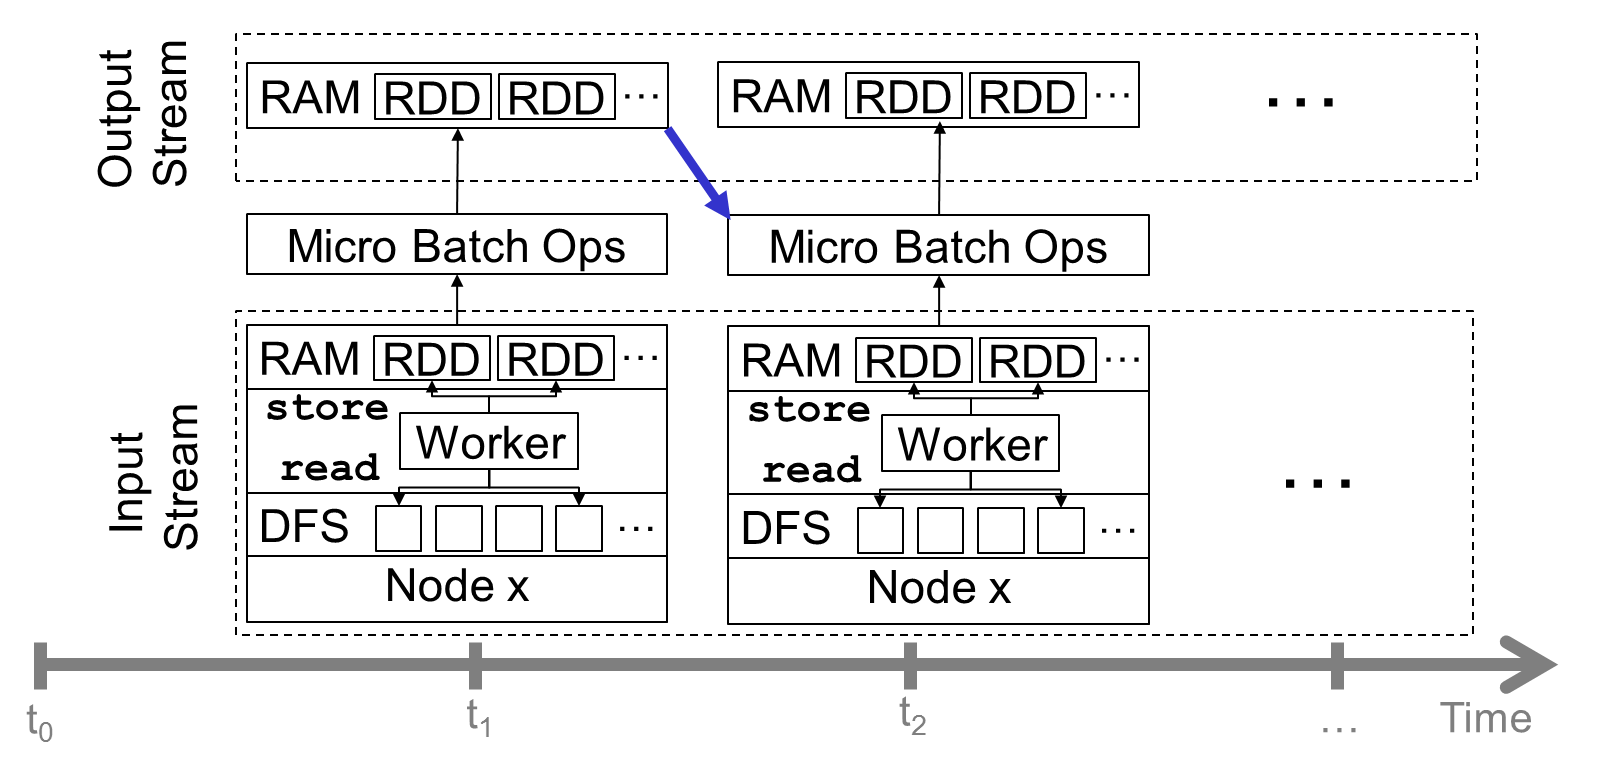 Output
Stream
RAM RDD RDD ...
RAM RDD RDD ...
...
Micro Batch Ops
Micro Batch Ops
Input
Stream
RAM RDD RDD ...
store
Worker
read
DFS ...
Node x
RAM RDD RDD ...
store
Worker
read
DFS ...
Node x
...
t0
t1
t2
...
Time